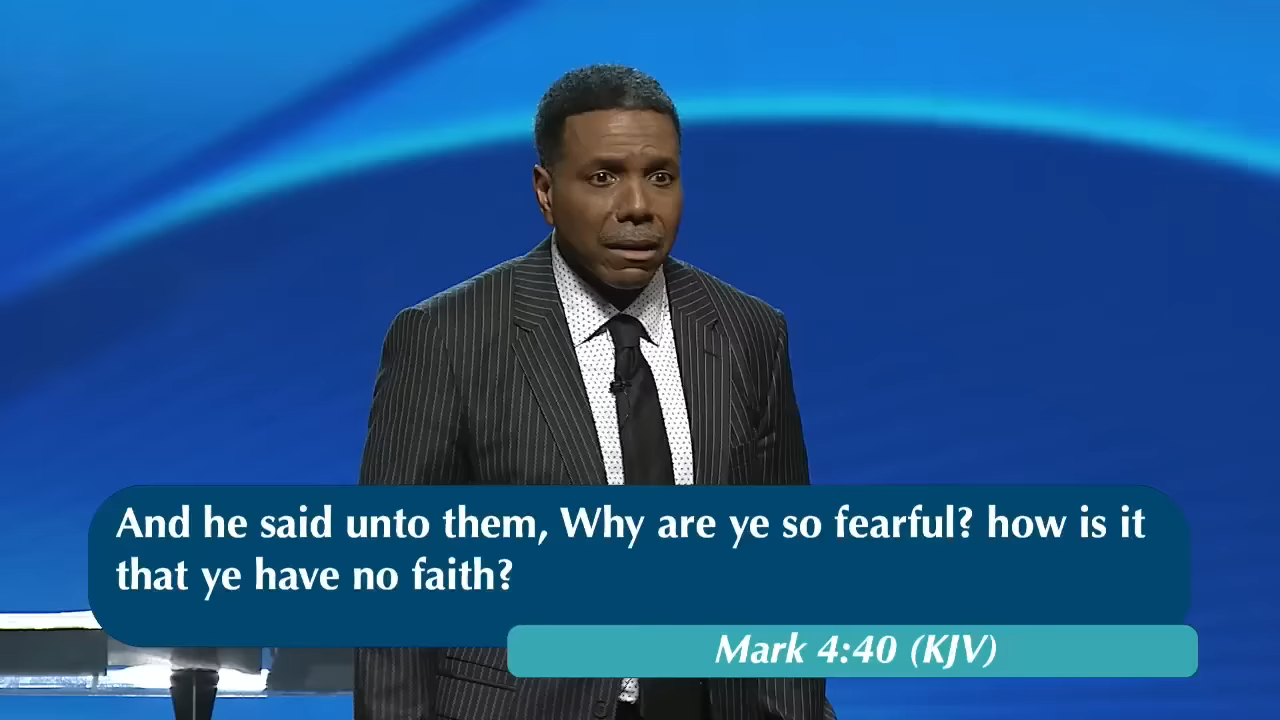 And he said unto them, Why are ye so fearful? how is it
that ye have no faith?
Mark 4:40 (KJV)